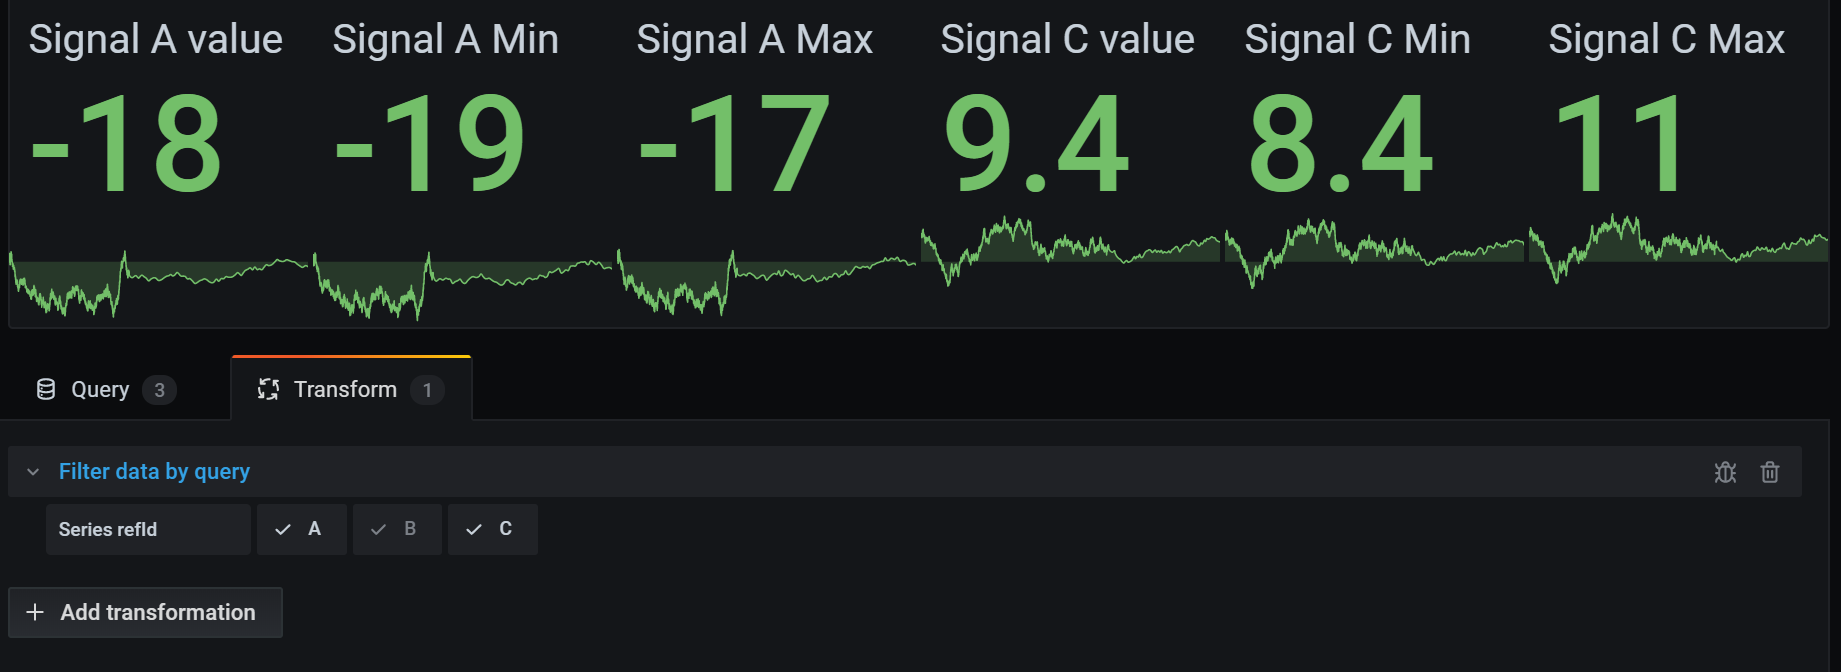 Signal A value Signal A Min Signal A Max Signal C value Signal C Min Signal C Max
-18 -19 -17 9.4 8.4 11
Query 3 Transform 1
Filter data by query
Series refId A B C
+ Add transformation